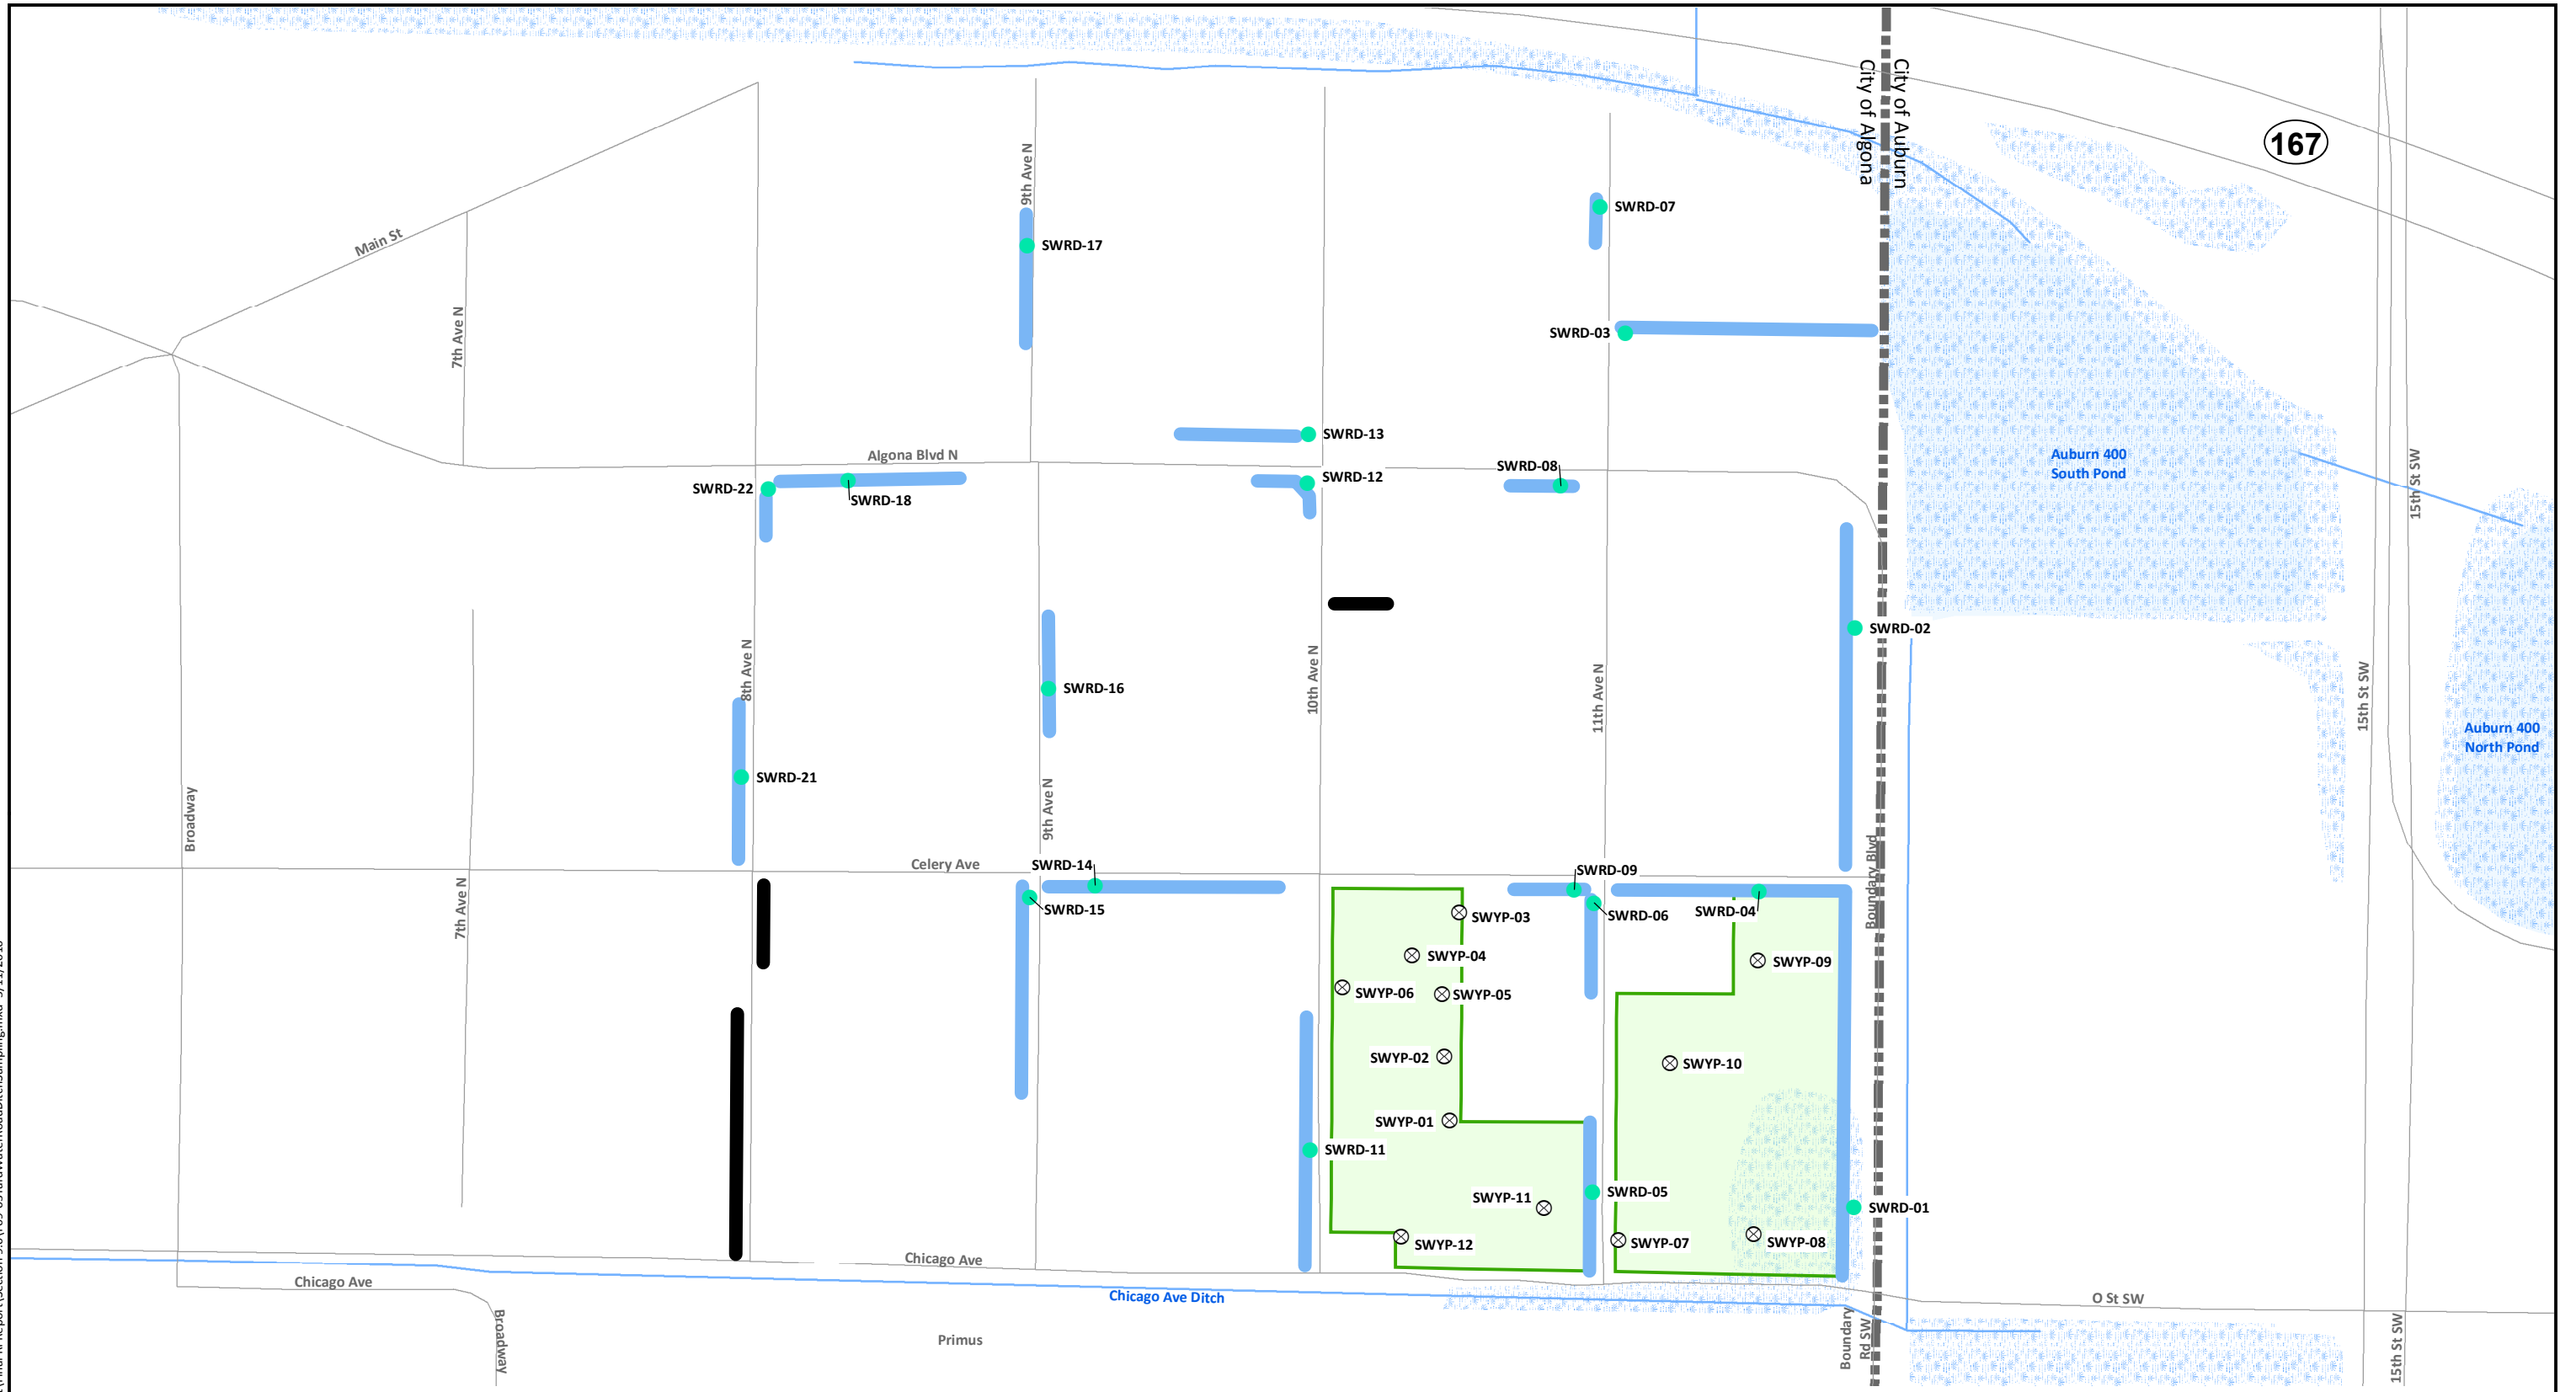 City of Algona
City of Auburn
167
9th Ave N
SWRD-07
Main St
SWRD-17
7th Ave N
SWRD-03
SWRD-13
Algona Blvd N
Auburn 400
South Pond
SWRD-08
SWRD-12
SWRD-22
SWRD-18
15th St SW
SWRD-02
8th Ave N
10th Ave N
11th Ave N
15th St SW
SWRD-16
Auburn 400
North Pond
SWRD-21
Broadway
9th Ave N
Celery Ave
SWRD-14
SWRD-09
Boundary Blvd
7th Ave N
SWRD-15
SWYP-03
SWRD-06
SWRD-04
SWYP-04
SWYP-09
SWYP-06
SWYP-05
SWYP-02
SWYP-10
SWYP-01
SWRD-11
SWYP-11
SWRD-05
SWRD-01
SWYP-12
SWYP-07
SWYP-08
Chicago Ave
Chicago Ave
Chicago Ave Ditch
O St SW
Broadway
Primus
Boundary
Rd SW
15th St SW